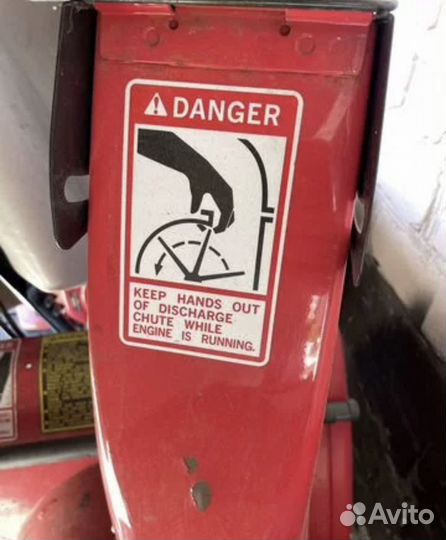 DANGER
KEEP HANDS OUT
OF DISCHARGE
CHUTE WHILE
ENGINE IS RUNNING.
Avito